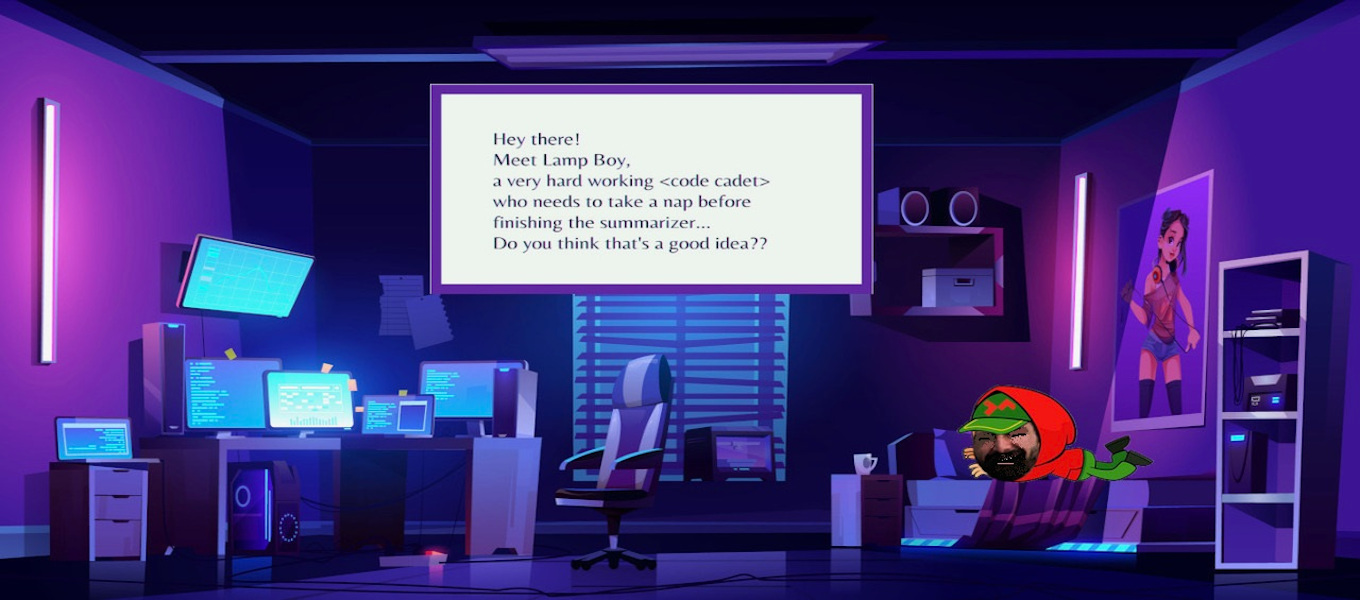 Hey there!
Meet Lamp Boy,
a very hard working <code cadet>
who needs to take a nap before
finishing the summarizer...
Do you think that's a good idea??